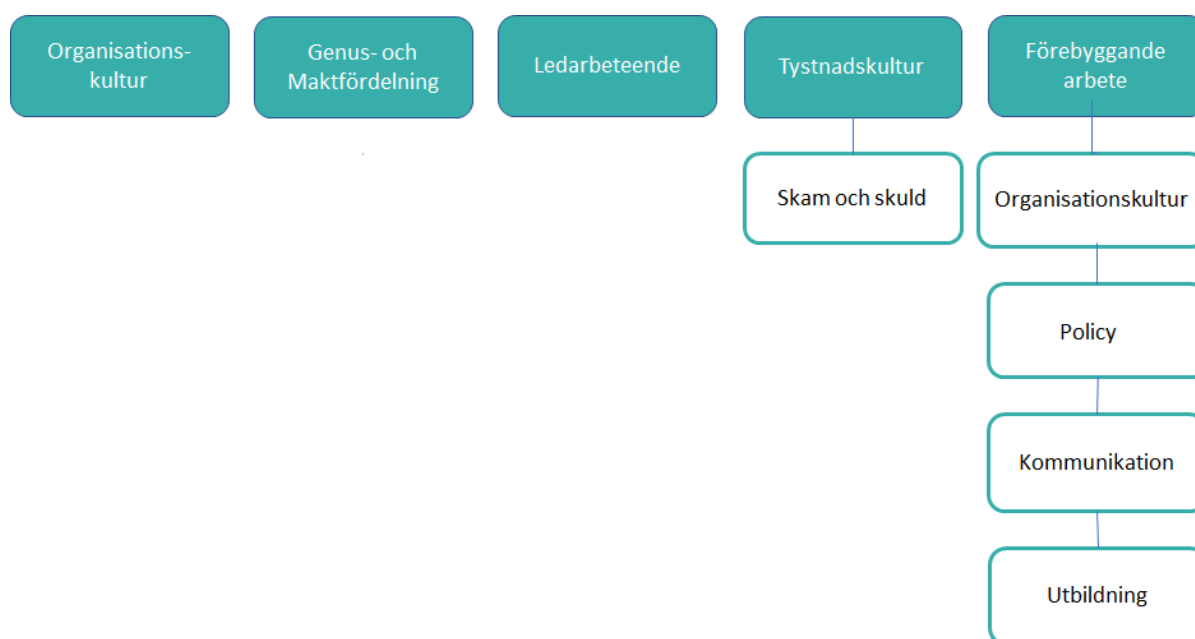 Organisations-
kultur
Genus- och
Maktfördelning
Ledarbeteende
Tystnadskultur
Förebyggande
arbete
Skam och skuld
Organisationskultur
Policy
Kommunikation
Utbildning